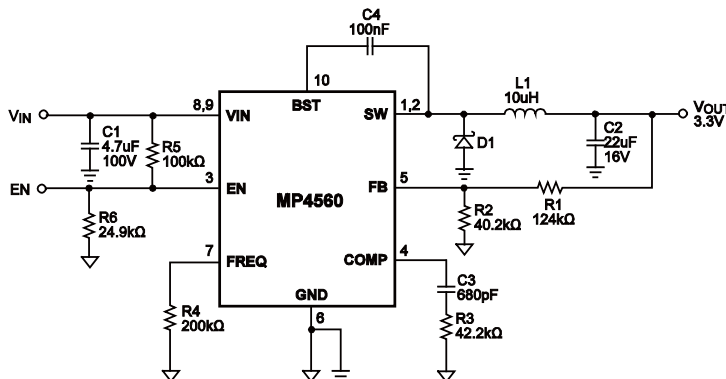 C4
100nF
10
BST
VIN
8,9
VIN
SW
1,2
L1
10uH
VOUT
3.3V
C1
4.7uF
100V
R5
100kΩ
D1
C2
22uF
16V
EN
3
EN
MP4560
FB
5
R1
124kΩ
R6
24.9kΩ
R2
40.2kΩ
7
FREQ
COMP
4
C3
680pF
R4
200kΩ
GND
6
R3
42.2kΩ